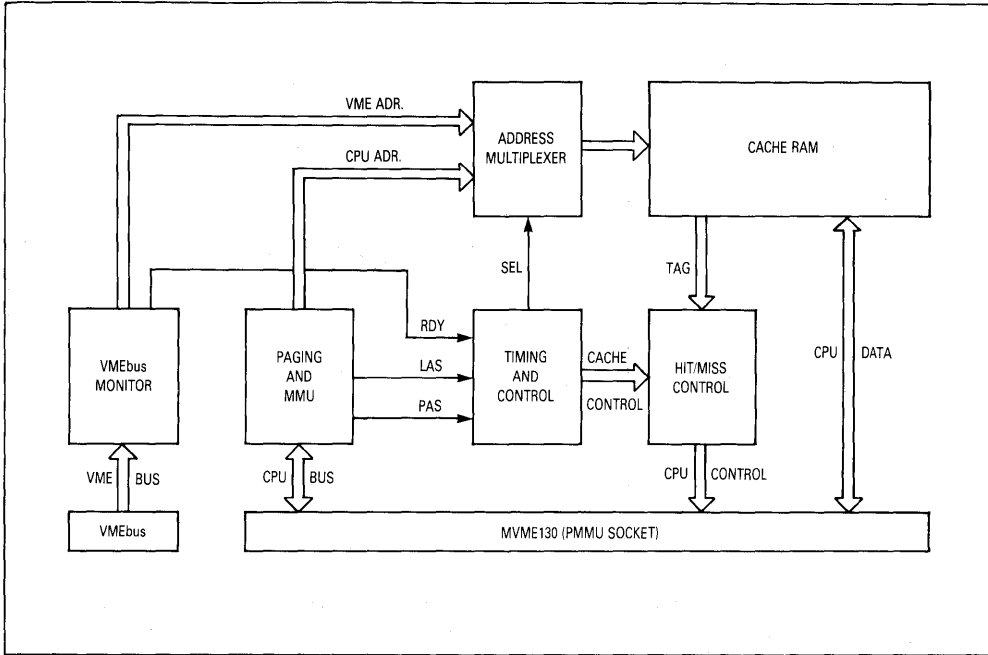 VME ADR.
CPU ADR.
ADDRESS
MULTIPLEXER
CACHE RAM
SEL
TAG
RDY
LAS
PAS
VMEbus
MONITOR
PAGING
AND
MMU
TIMING
AND
CONTROL
CACHE
CONTROL
HIT/MISS
CONTROL
CPU DATA
VME BUS
CPU BUS
CPU CONTROL
VMEbus
MVME130 (PMMU SOCKET)